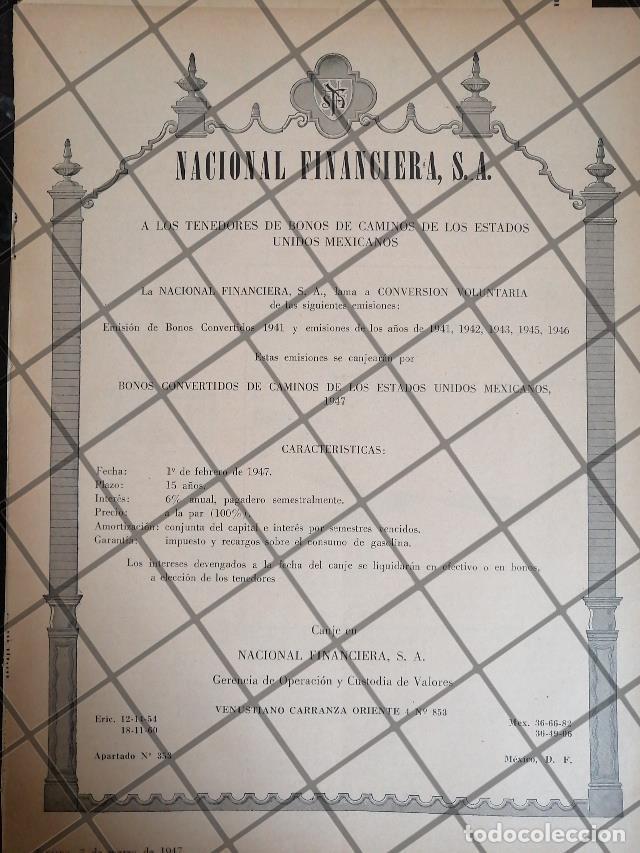 NACIONAL FINANCIERA, S. A.
A LOS TENEDORES DE BONOS DE CAMINOS DE LOS ESTADOS
UNIDOS MEXICANOS
La NACIONAL FINANCIERA, S. A., llama a CONVERSION VOLUNTARIA
de las siguientes emisiones:
Emisión de Bonos Convertidos 1941 y emisiones de los años de 1941, 1942, 1943, 1945, 1946
Estas emisiones se canjearán por
BONOS CONVERTIDOS DE CAMINOS DE LOS ESTADOS UNIDOS MEXICANOS,
1947
CARACTERISTICAS:
Fecha: 1º de febrero de 1947.
Plazo: 15 años.
Interés: 6% anual, pagadero semestralmente.
Precio: a la par (100%).
Amortización: conjunta del capital e interés por semestres vencidos.
Garantía: impuesto y recargos sobre el consumo de gasolina.
Los intereses devengados a la fecha del canje se liquidarán en efectivo o en bonos,
a elección de los tenedores
Canje en
NACIONAL FINANCIERA, S. A.
Gerencia de Operación y Custodia de Valores
VENUSTIANO CARRANZA ORIENTE 4 Nº 853
Eric. 12-14-54 Mex. 36-66-82
18-11-60 36-49-06
Apartado Nº 353 México, D. F.
de marzo de 1947
todocoleccion